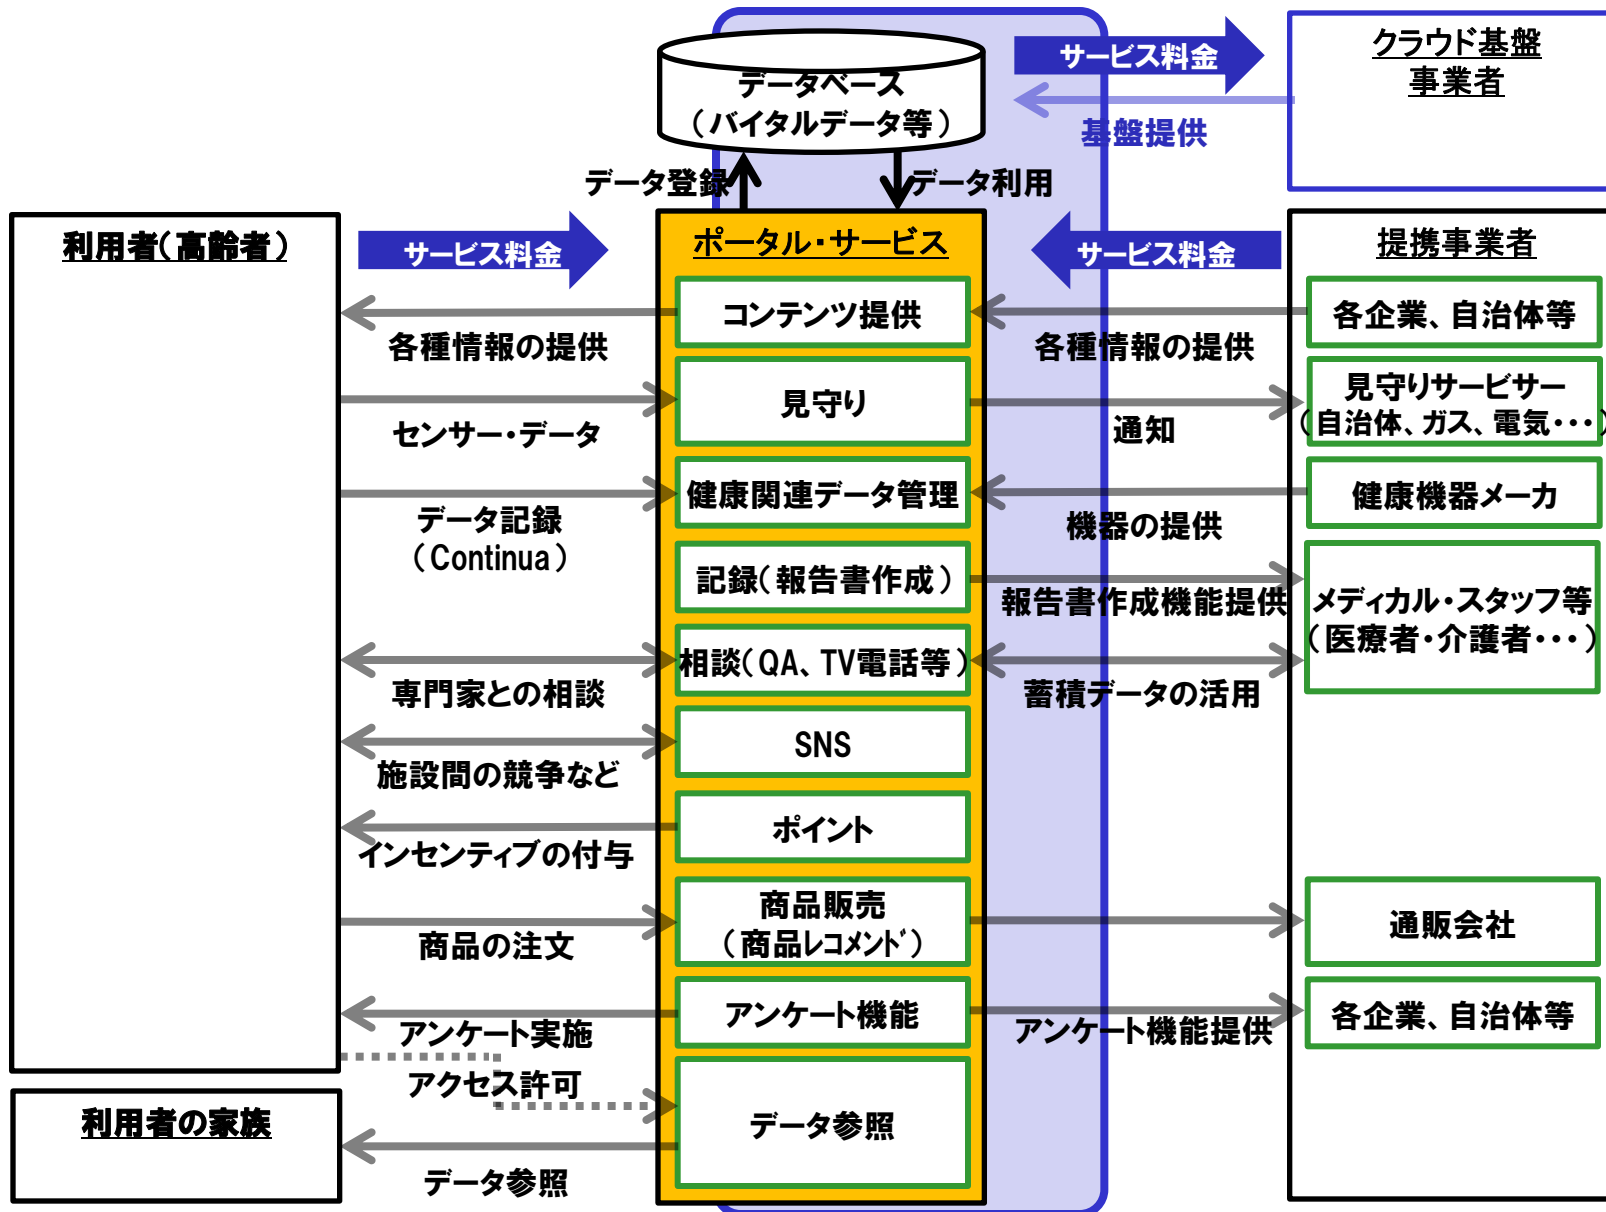 データベース
（バイタルデータ等）
サービス料金
基盤提供
クラウド基盤
事業者
データ登録
データ利用
利用者（高齢者）
サービス料金
ポータル・サービス
サービス料金
提携事業者
各種情報の提供
コンテンツ提供
各種情報の提供
各企業、自治体等
センサー・データ
見守り
通知
見守りサービサー
（自治体、ガス、電気・・・）
データ記録
（Continua）
健康関連データ管理
機器の提供
健康機器メーカ
記録（報告書作成）
報告書作成機能提供
メディカル・スタッフ等
（医療者・介護者・・・）
専門家との相談
相談（QA、TV電話等）
蓄積データの活用
施設間の競争など
SNS
インセンティブの付与
ポイント
商品の注文
商品販売
（商品ﾚｺﾒﾝﾄﾞ）
通販会社
アンケート実施
アンケート機能
アンケート機能提供
各企業、自治体等
アクセス許可
利用者の家族
データ参照
データ参照